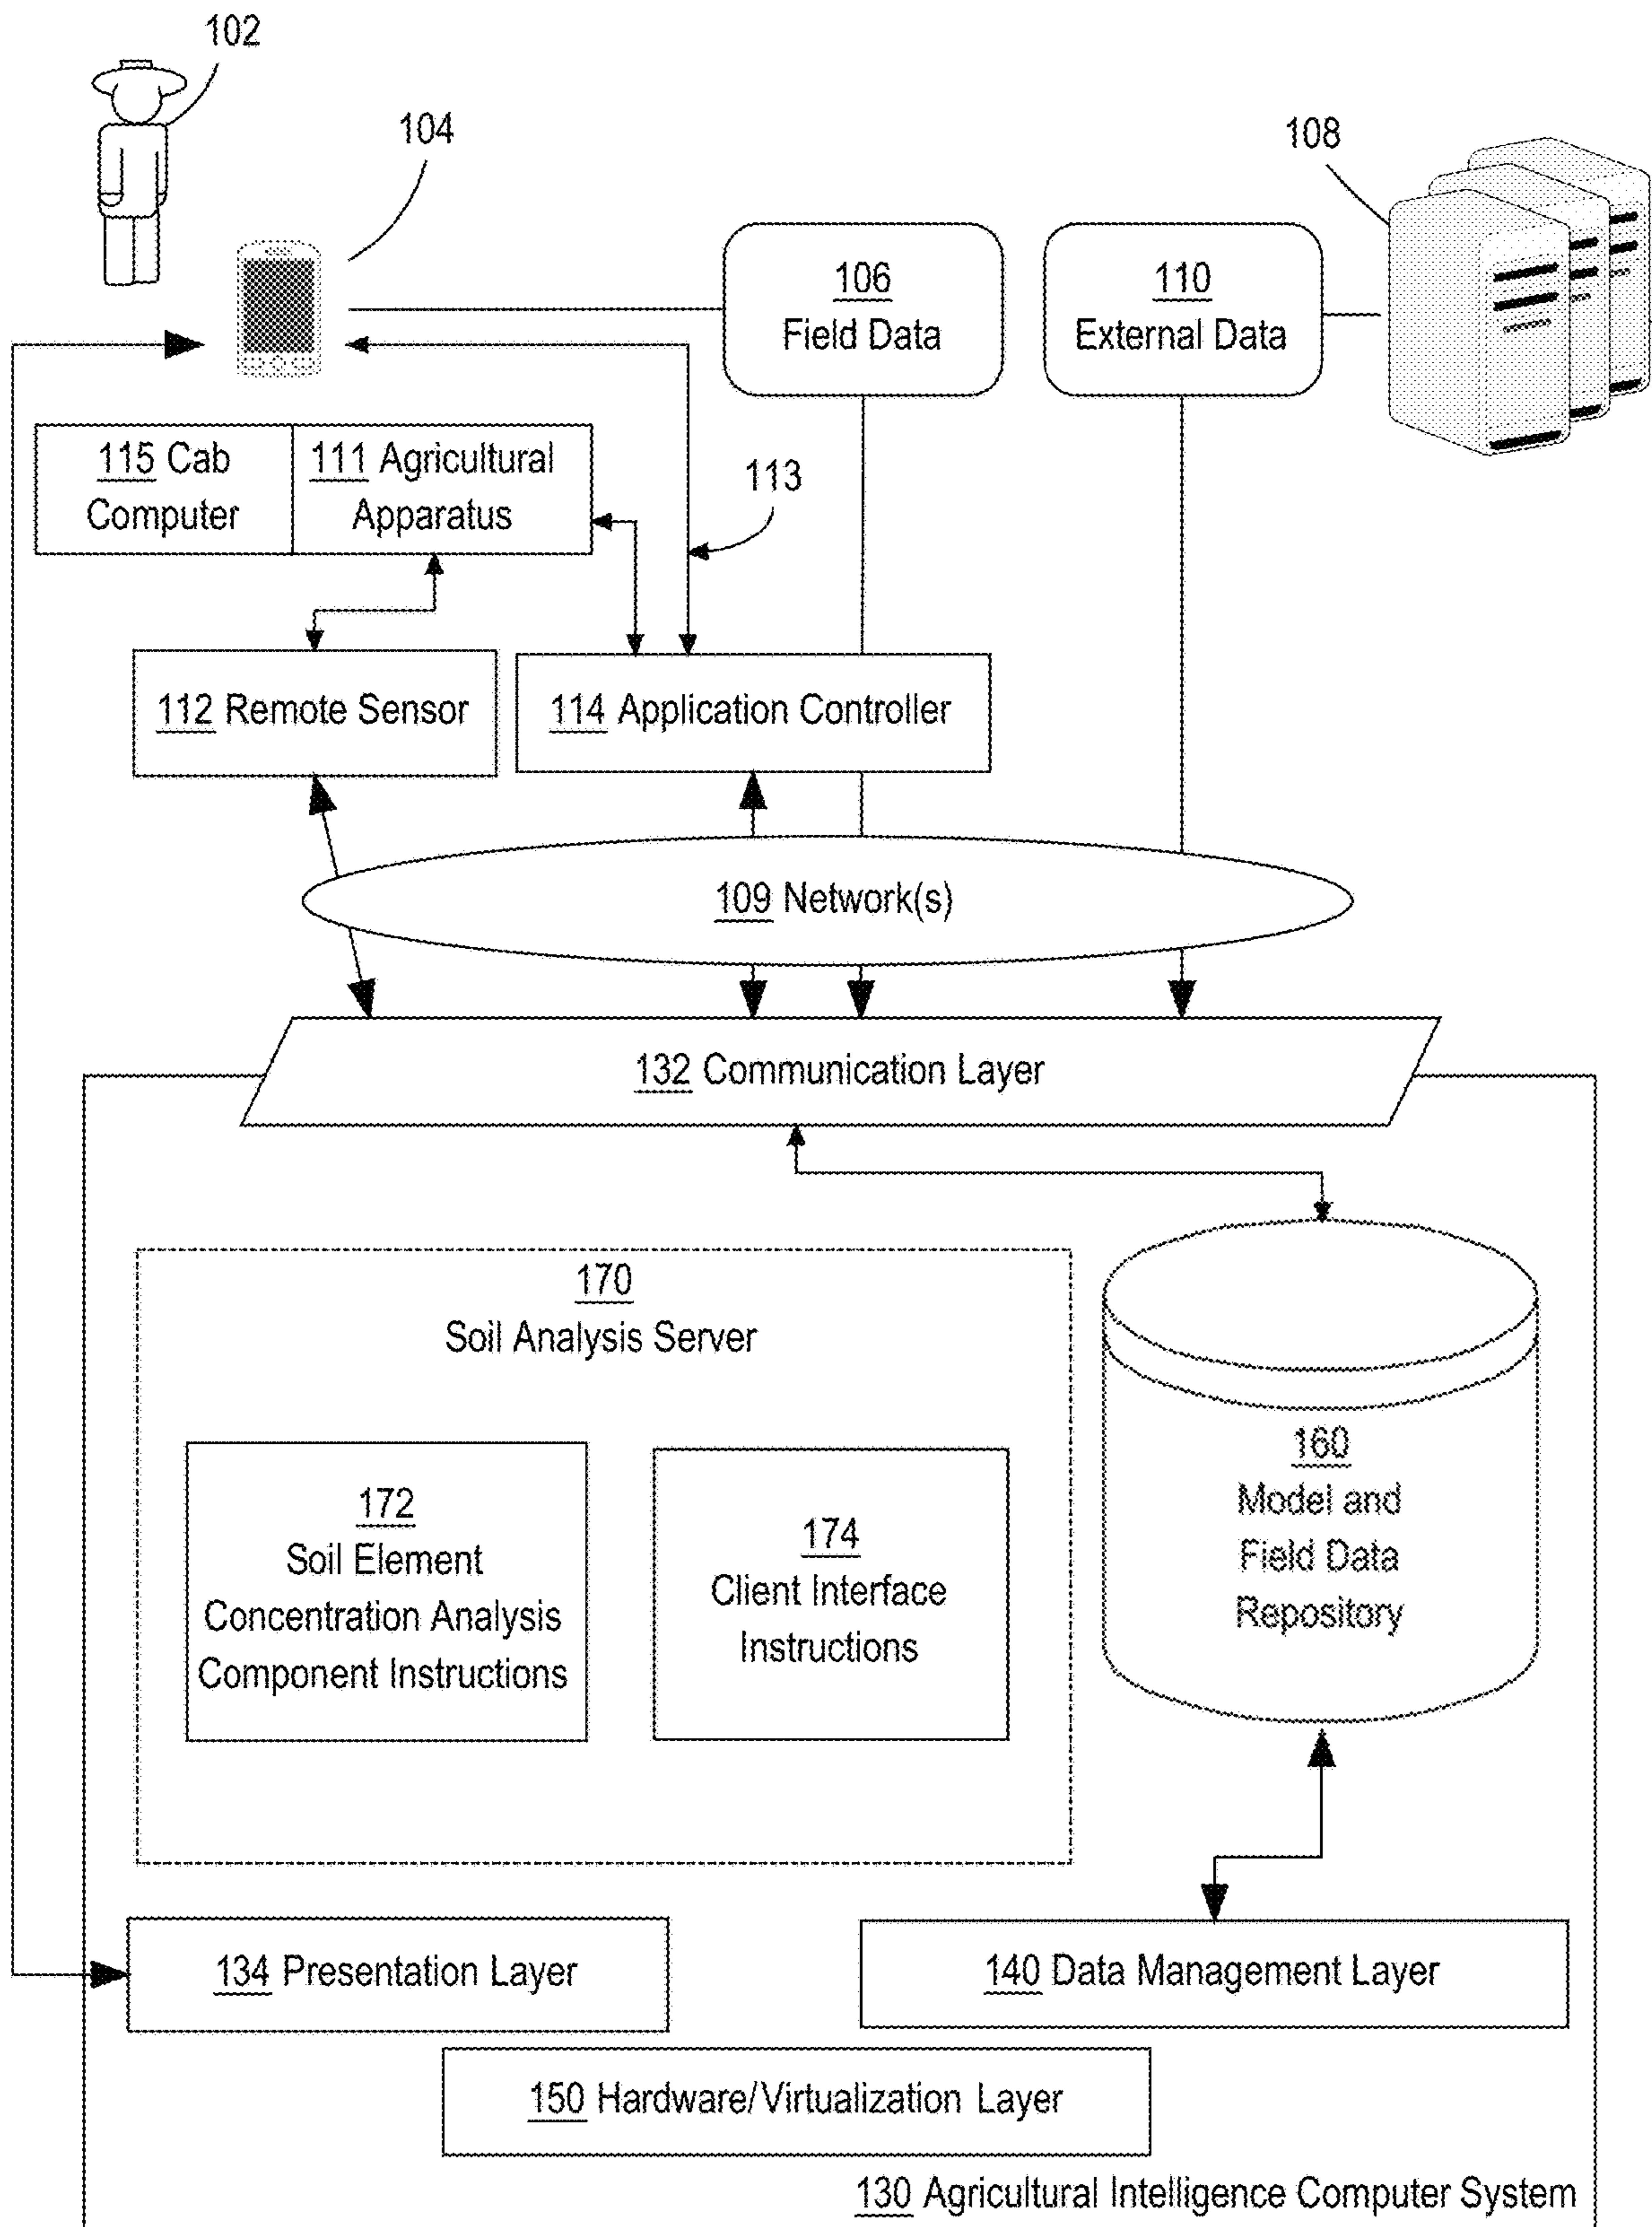 102
104
108
106
Field Data
110
External Data
115 Cab
Computer
111 Agricultural
Apparatus
113
112 Remote Sensor
114 Application Controller
109 Network(s)
132 Communication Layer
170
Soil Analysis Server
172
Soil Element
Concentration Analysis
Component Instructions
174
Client Interface
Instructions
160
Model and
Field Data
Repository
134 Presentation Layer
140 Data Management Layer
150 Hardware/Virtualization Layer
130 Agricultural Intelligence Computer System